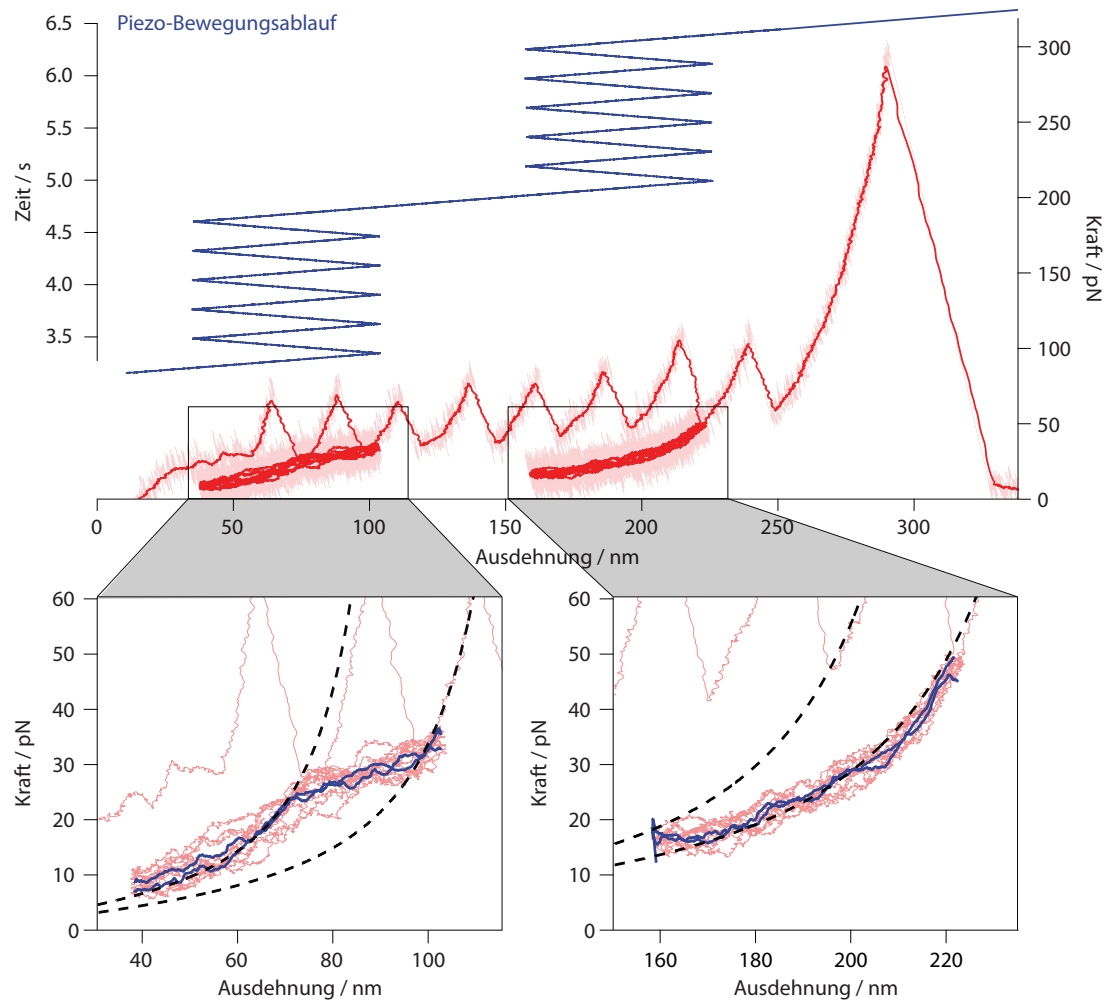 Piezo-Bewegungsablauf
Zeit / s
6.5
6.0
5.5
5.0
4.5
4.0
3.5
Kraft / pN
300
250
200
150
100
50
0
0 50 100 150 200 250 300
Ausdehnung / nm
Kraft / pN
60
50
40
30
20
10
0
40 60 80 100
Ausdehnung / nm
Kraft / pN
60
50
40
30
20
10
0
160 180 200 220
Ausdehnung / nm